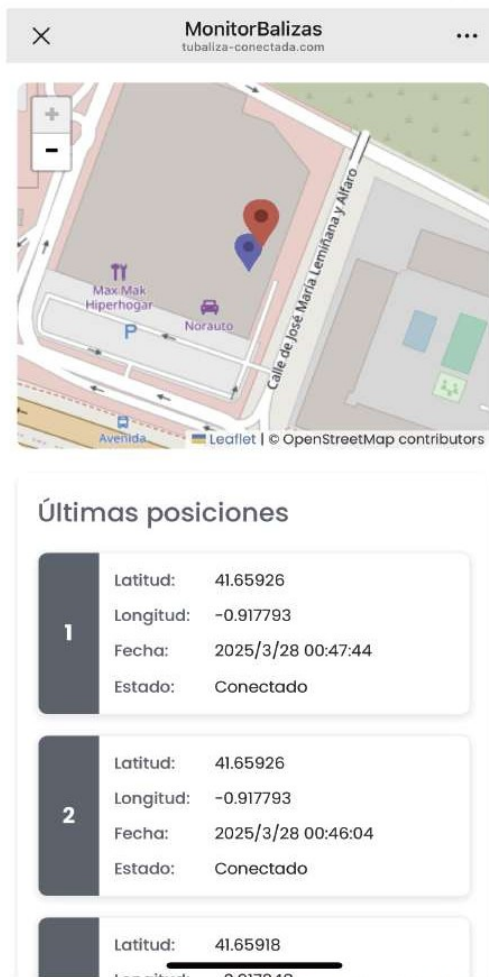 MonitorBalizas
tubaliza-conectada.com
+
-
Calle de José María Lemiñana y Alfaro
Max Mak
Hiperhogar
Norauto
P
Avenida
Leaflet | © OpenStreetMap contributors
Últimas posiciones
1
Latitud: 41.65926
Longitud: -0.917793
Fecha: 2025/3/28 00:47:44
Estado: Conectado
2
Latitud: 41.65926
Longitud: -0.917793
Fecha: 2025/3/28 00:46:04
Estado: Conectado
Latitud: 41.65918